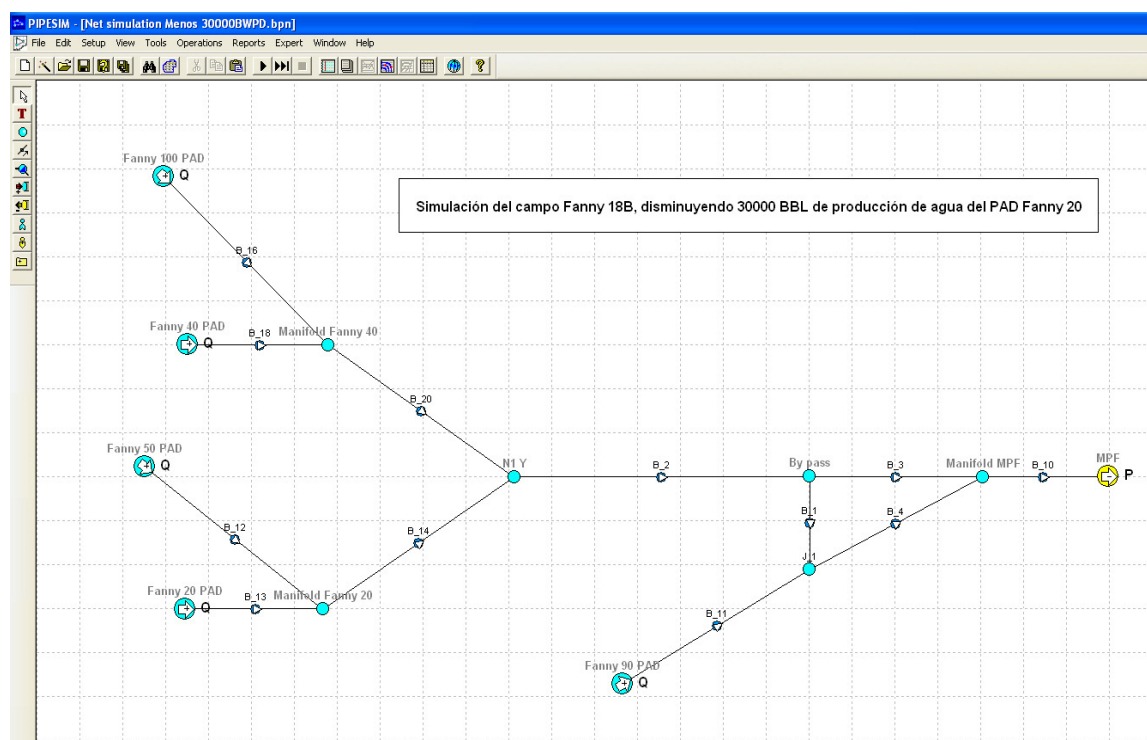 PIPESIM - [Net simulation Menos 30000BWPD.bpn]
File Edit Setup View Tools Operations Reports Expert Window Help
T
Fanny 100 PAD
Q
Simulación del campo Fanny 18B, disminuyendo 30000 BBL de producción de agua del PAD Fanny 20
B_16
Fanny 40 PAD
B_18
Manifold Fanny 40
Q
B_20
Fanny 50 PAD
Q
N1 Y
B_2
By pass
B_3
Manifold MPF
B_10
MPF
P
B_12
B_14
B_1
B_4
J_1
Fanny 20 PAD
B_13
Manifold Fanny 20
Q
B_11
Fanny 90 PAD
Q